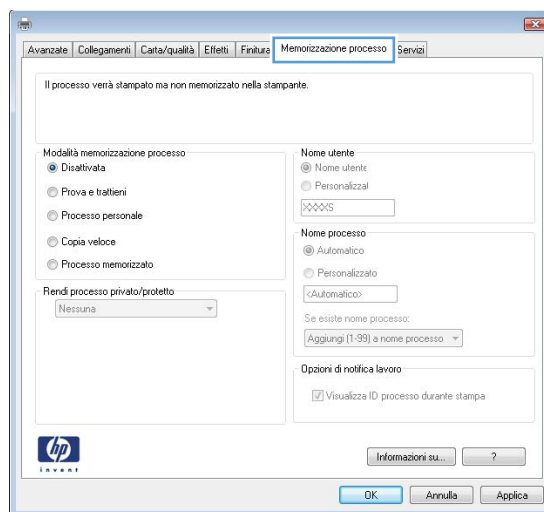 Avanzate Collegamenti Carta/qualità Effetti Finitura Memorizzazione processo Servizi
Il processo verrà stampato ma non memorizzato nella stampante.
Modalità memorizzazione processo
Disattivata
Prova e trattieni
Processo personale
Copia veloce
Processo memorizzato
Rendi processo privato/protetto
Nessuna
Nome utente
Nome utente
Personalizzat
XXXXS
Nome processo
Automatico
Personalizzato
<Automatico>
Se esiste nome processo:
Aggiungi (1-99) a nome processo
Opzioni di notifica lavoro
Visualizza ID processo durante stampa
hp
invent
Informazioni su... ?
OK Annulla Applica